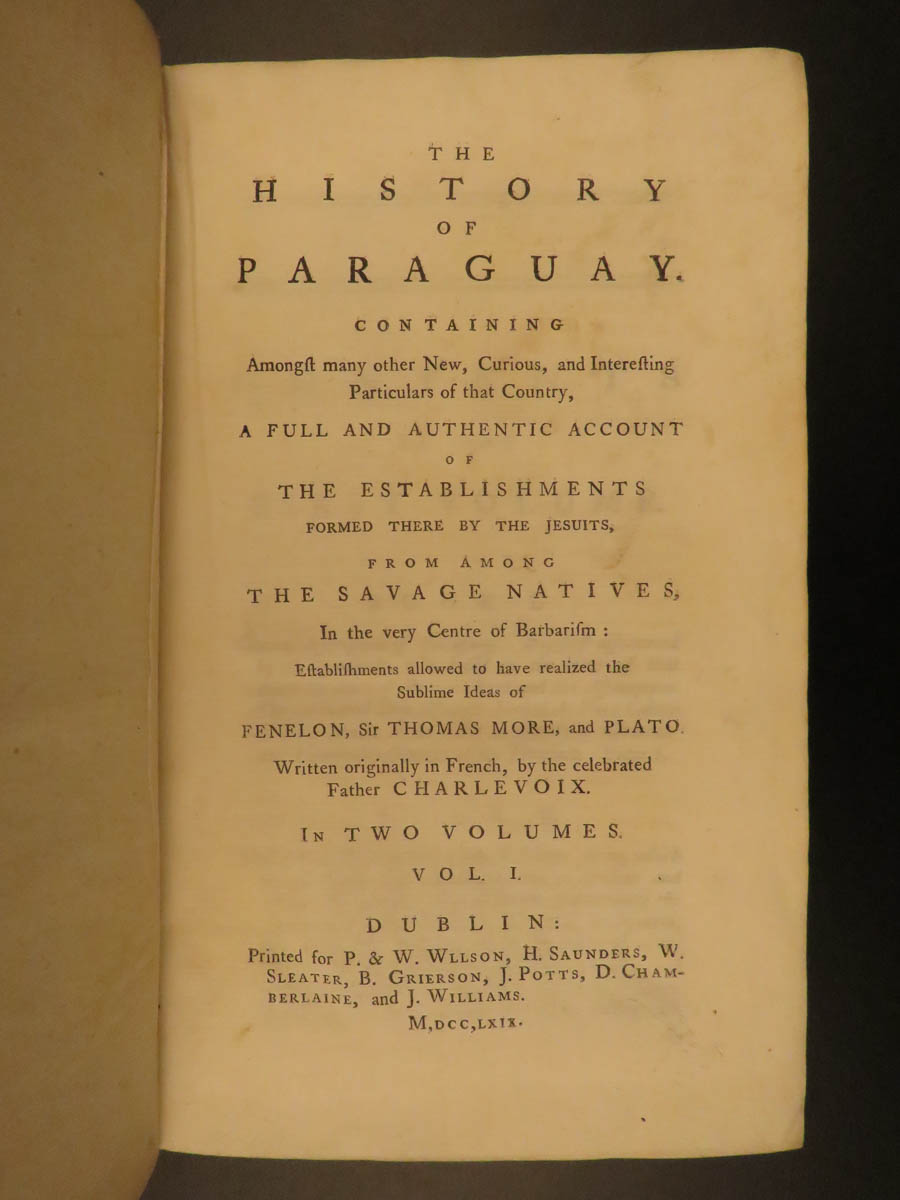 THE
HISTORY
OF
PARAGUAY.
CONTAINING
Amongſt many other New, Curious, and Intereſting
Particulars of that Country,
A FULL AND AUTHENTIC ACCOUNT
OF
THE ESTABLISHMENTS
FORMED THERE BY THE JESUITS,
FROM AMONG
THE SAVAGE NATIVES,
In the very Centre of Barbariſm :
Eſtabliſhments allowed to have realized the
Sublime Ideas of
FENELON, Sir THOMAS MORE, and PLATO.
Written originally in French, by the celebrated
Father CHARLEVOIX.
IN TWO VOLUMES.
VOL. I.
DUBLIN:
Printed for P. & W. WLLSON, H. SAUNDERS, W.
SLEATER, B. GRIERSON, J. POTTS, D. CHAM-
BERLAINE, and J. WILLIAMS.
M,DCC,LXIX.